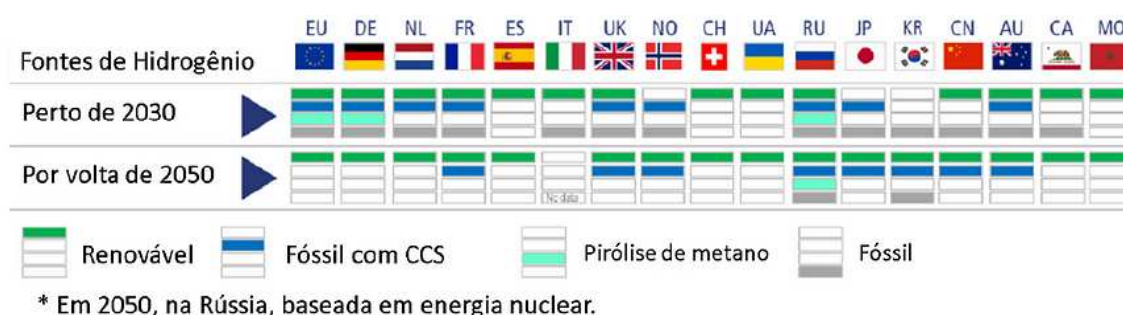 EU DE NL FR ES IT UK NO CH UA RU JP KR CN AU CA MO
Fontes de Hidrogênio
Perto de 2030
Por volta de 2050
No data
Renovável Fóssil com CCS Pirólise de metano Fóssil
* Em 2050, na Rússia, baseada em energia nuclear.